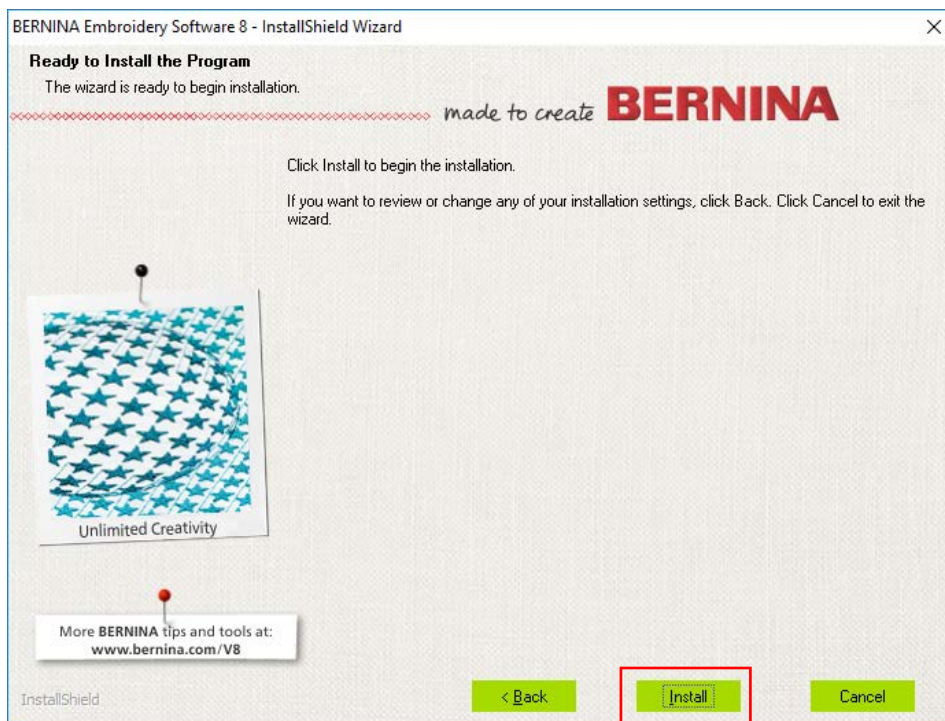 BERNINA Embroidery Software 8 - InstallShield Wizard
Ready to Install the Program
The wizard is ready to begin installation.
made to create BERNINA
Click Install to begin the installation.
If you want to review or change any of your installation settings, click Back. Click Cancel to exit the
wizard.
Unlimited Creativity
More BERNINA tips and tools at:
www.bernina.com/V8
InstallShield
< Back
Install
Cancel